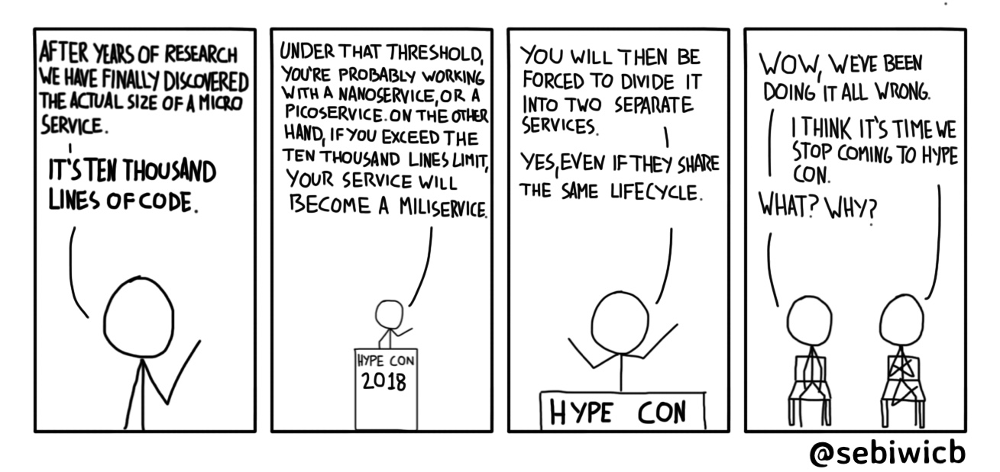 AFTER YEARS OF RESEARCH
WE HAVE FINALLY DISCOVERED
THE ACTUAL SIZE OF A MICRO
SERVICE.
IT'S TEN THOUSAND
LINES OF CODE.
UNDER THAT THRESHOLD,
YOU'RE PROBABLY WORKING
WITH A NANOSERVICE, OR A
PICOSERVICE. ON THE OTHER
HAND, IF YOU EXCEED THE
TEN THOUSAND LINES LIMIT,
YOUR SERVICE WILL
BECOME A MILISERVICE.
HYPE CON
2018
YOU WILL THEN BE
FORCED TO DIVIDE IT
INTO TWO SEPARATE
SERVICES.
YES, EVEN IF THEY SHARE
THE SAME LIFECYCLE.
HYPE CON
WOW, WEVE BEEN
DOING IT ALL WRONG.
I THINK IT'S TIME WE
STOP COMING TO HYPE
CON.
WHAT? WHY?
@sebiwicb